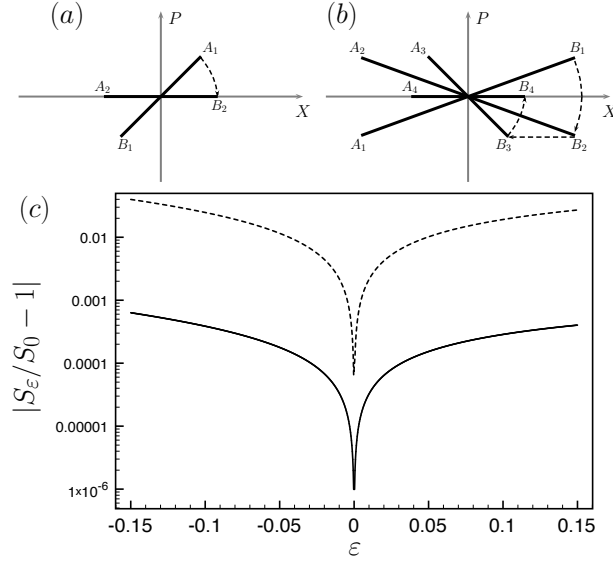 (a)
P
A₁
A₂
B₂
X
B₁
(b)
P
A₂
A₃
B₁
A₄
B₄
X
A₁
B₃
B₂
(c)
|S_ε/S₀ − 1|
0.01
0.001
0.0001
0.00001
1×10⁻⁶
-0.15
-0.1
-0.05
0
0.05
0.1
0.15
ε